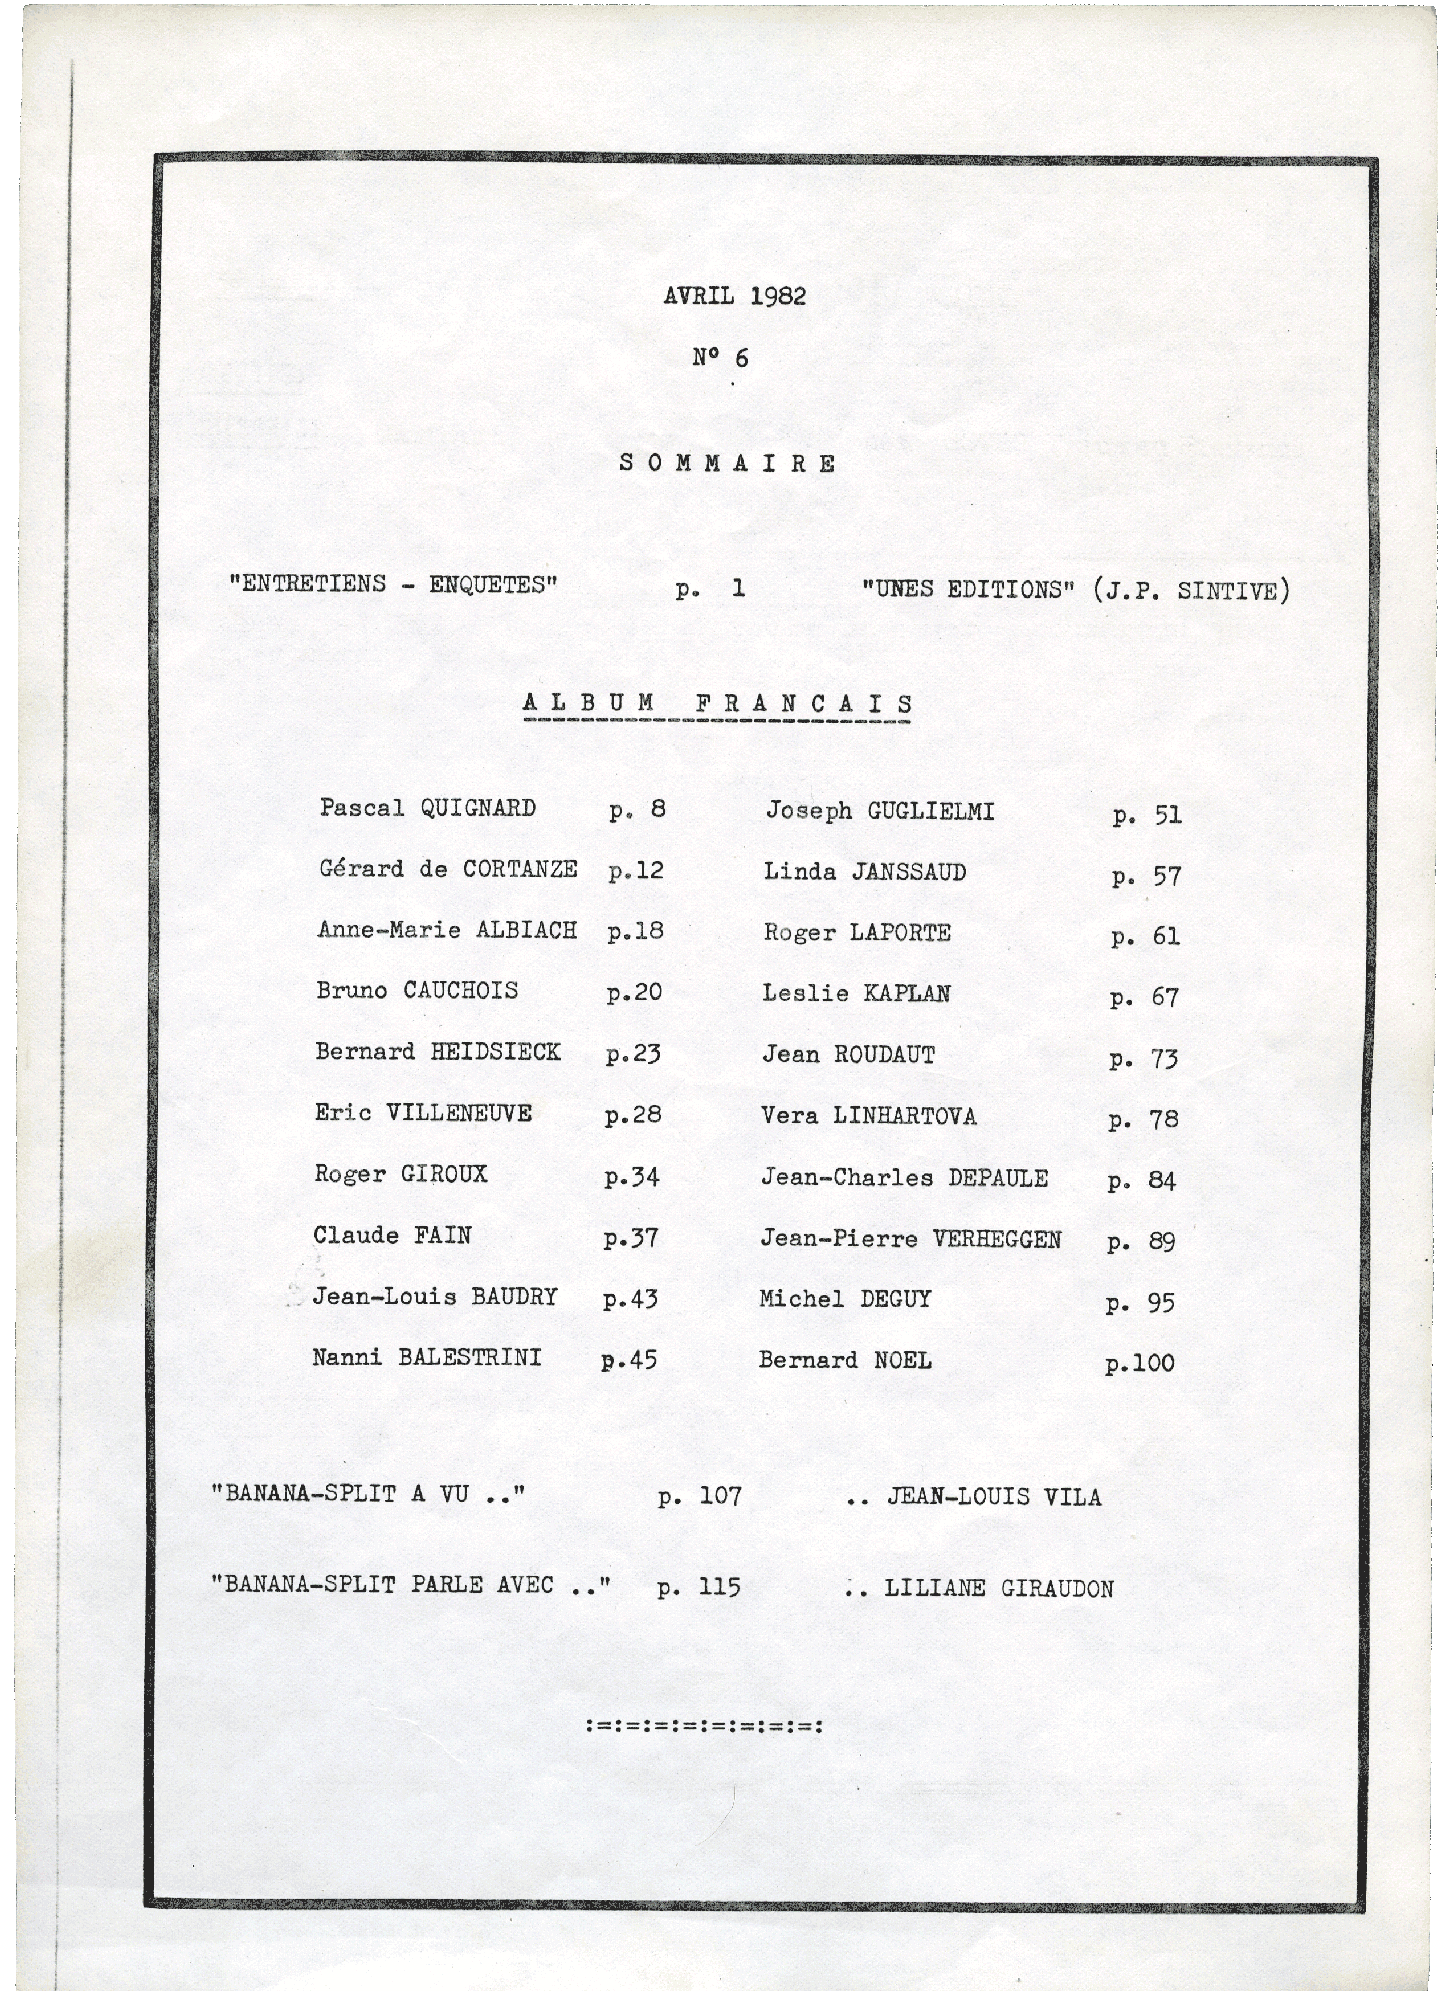 AVRIL 1982
Nº 6
S O M M A I R E
"ENTRETIENS - ENQUETES" p. 1 "UNES EDITIONS" (J.P. SINTIVE)
A L B U M  F R A N C A I S
Pascal QUIGNARD p. 8 Joseph GUGLIELMI p. 51
Gérard de CORTANZE p.12 Linda JANSSAUD p. 57
Anne-Marie ALBIACH p.18 Roger LAPORTE p. 61
Bruno CAUCHOIS p.20 Leslie KAPLAN p. 67
Bernard HEIDSIECK p.23 Jean ROUDAUT p. 73
Eric VILLENEUVE p.28 Vera LINHARTOVA p. 78
Roger GIROUX p.34 Jean-Charles DEPAULE p. 84
Claude FAIN p.37 Jean-Pierre VERHEGGEN p. 89
Jean-Louis BAUDRY p.43 Michel DEGUY p. 95
Nanni BALESTRINI p.45 Bernard NOEL p.100
"BANANA-SPLIT A VU .." p. 107 .. JEAN-LOUIS VILA
"BANANA-SPLIT PARLE AVEC .." p. 115 .. LILIANE GIRAUDON
:=:=:=:=:=:=:=:=: